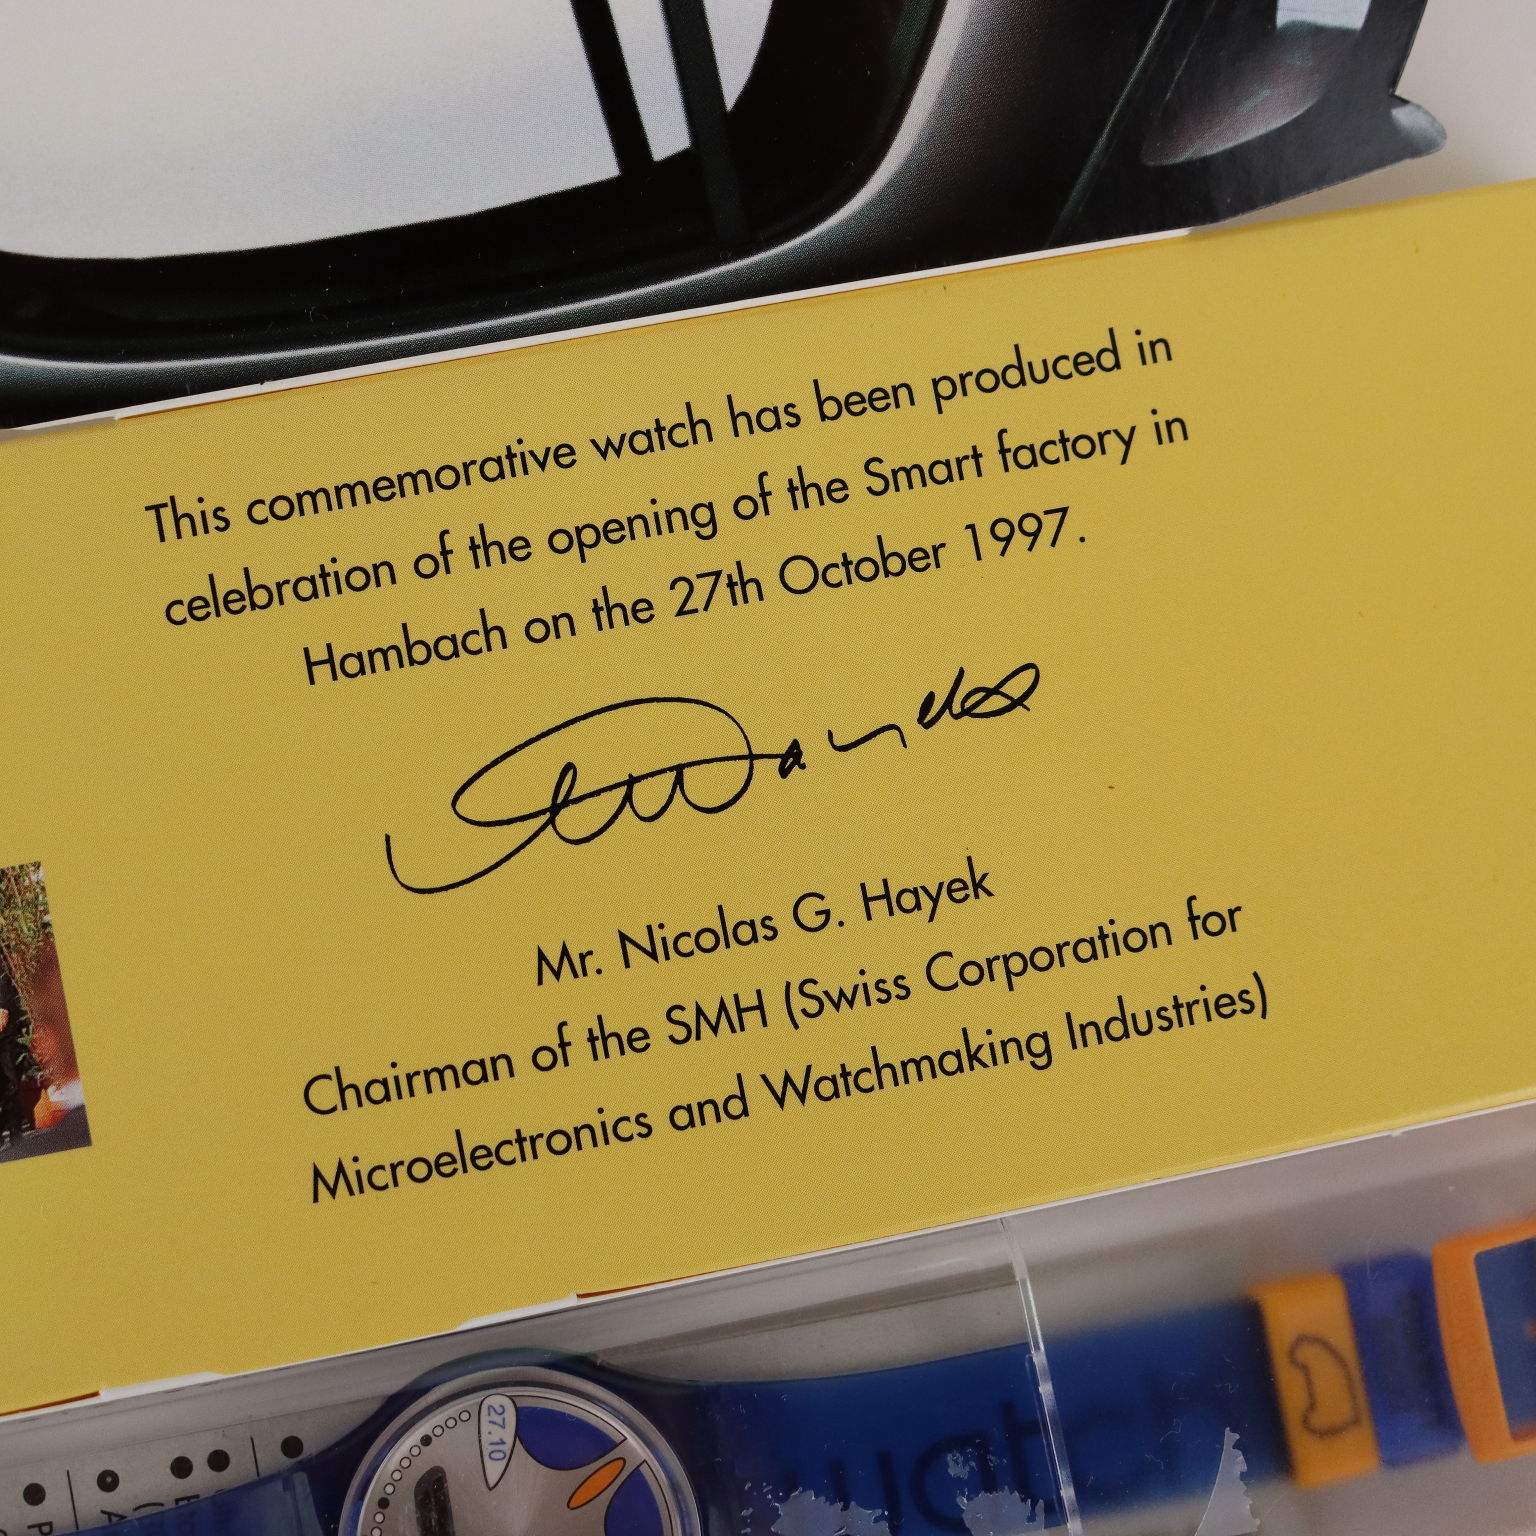 This commemorative watch has been produced in
celebration of the opening of the Smart factory in
Hambach on the 27th October 1997.
Mr. Nicolas G. Hayek
Chairman of the SMH (Swiss Corporation for
Microelectronics and Watchmaking Industries)
27.10